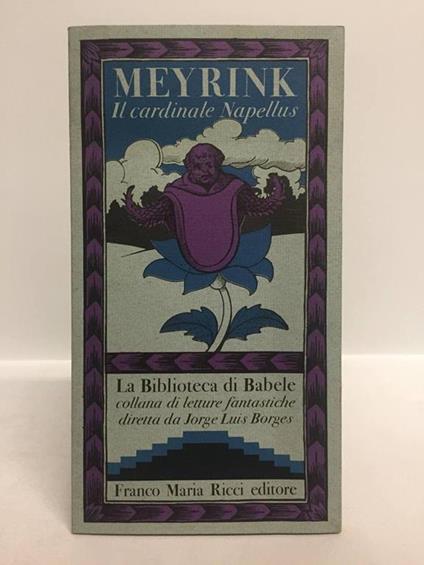 MEYRINK
Il cardinale Napellus
La Biblioteca di Babele
collana di letture fantastiche
diretta da Jorge Luis Borges
Franco Maria Ricci editore